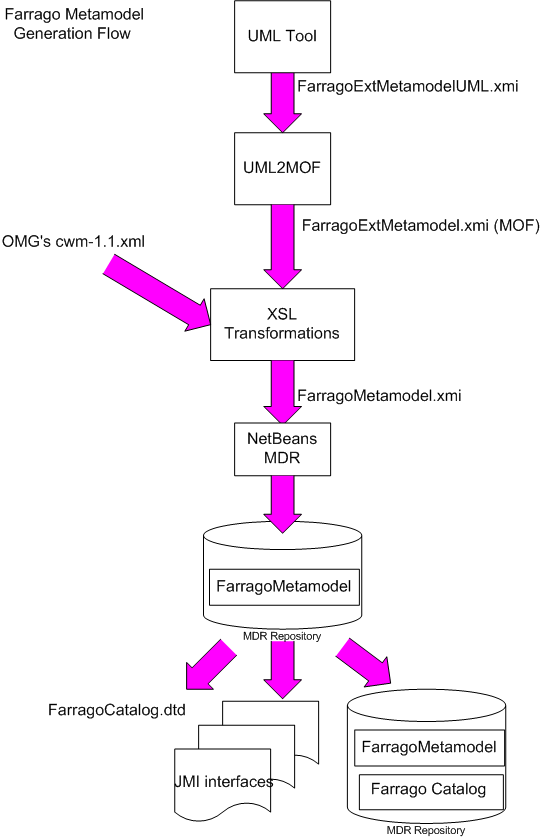 Farrago Metamodel
Generation Flow
UML Tool
FarragoExtMetamodelUML.xmi
UML2MOF
FarragoExtMetamodel.xmi (MOF)
OMG's cwm-1.1.xml
XSL
Transformations
FarragoMetamodel.xmi
NetBeans
MDR
FarragoMetamodel
MDR Repository
FarragoCatalog.dtd
JMI interfaces
FarragoMetamodel
Farrago Catalog
MDR Repository